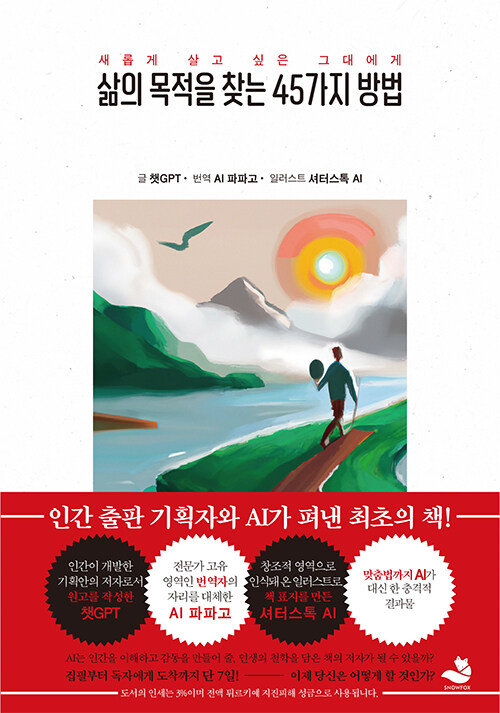 새롭게 살고 싶은 그대에게
삶의 목적을 찾는 45가지 방법
글 챗GPT • 번역 AI 파파고 • 일러스트 셔터스톡 AI
인간 출판 기획자와 AI가 펴낸 최초의 책!
인간이 개발한
기획안의 저자로서
원고를 작성한
챗GPT
전문가 고유
영역인 번역자의
자리를 대체한
AI 파파고
창조적 영역으로
인식돼 온 일러스트로
책 표지를 만든
셔터스톡 AI
맞춤법까지 AI가
대신 한 충격적
결과물
AI는 인간을 이해하고 감동을 만들어 줄, 인생의 철학을 담은 책의 저자가 될 수 있을까?
집필부터 독자에게 도착까지 단 7일! 이제 당신은 어떻게 할 것인가?
도서의 인세는 3%이며 전액 튀르키예 지진피해 성금으로 사용됩니다.
SNOWFOX